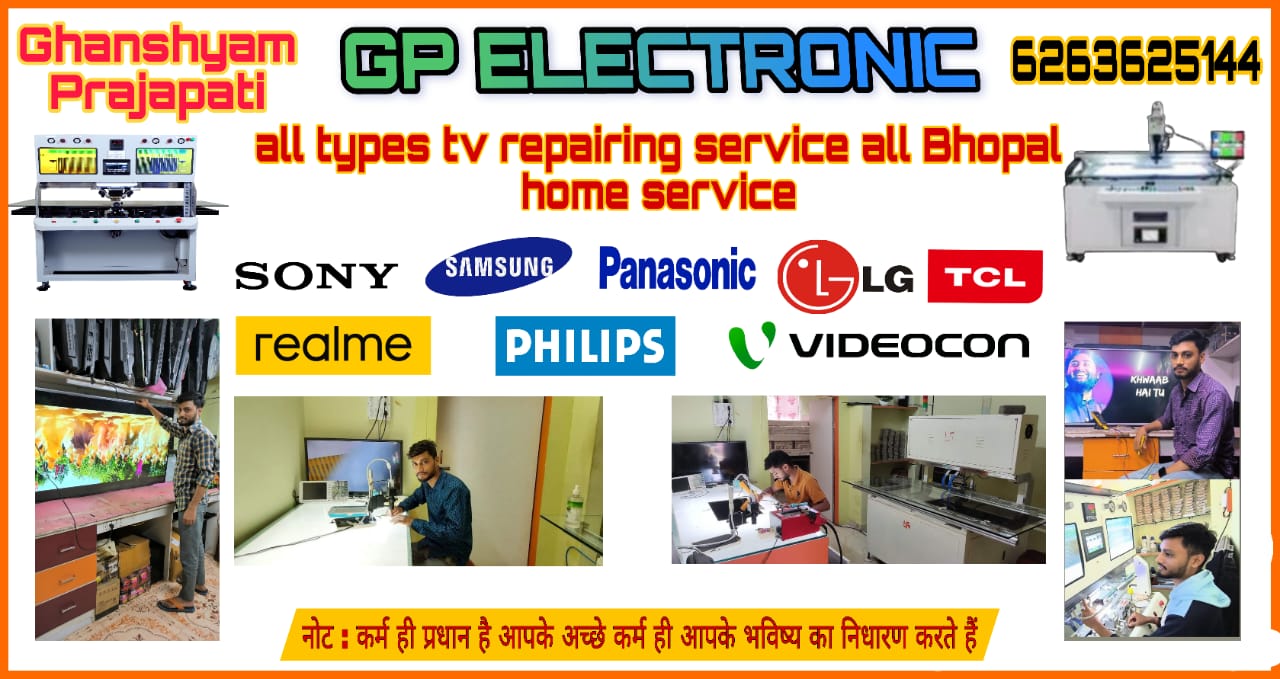 Ghanshyam
Prajapati
GP ELECTRONIC
6263625144
all types tv repairing service all Bhopal
home service
SONY
SAMSUNG
Panasonic
LG
TCL
realme
PHILIPS
VIDEOCON
KHWAAB
HAI TU
नोट : कर्म ही प्रधान है आपके अच्छे कर्म ही आपके भविष्य का निधारण करते हैं